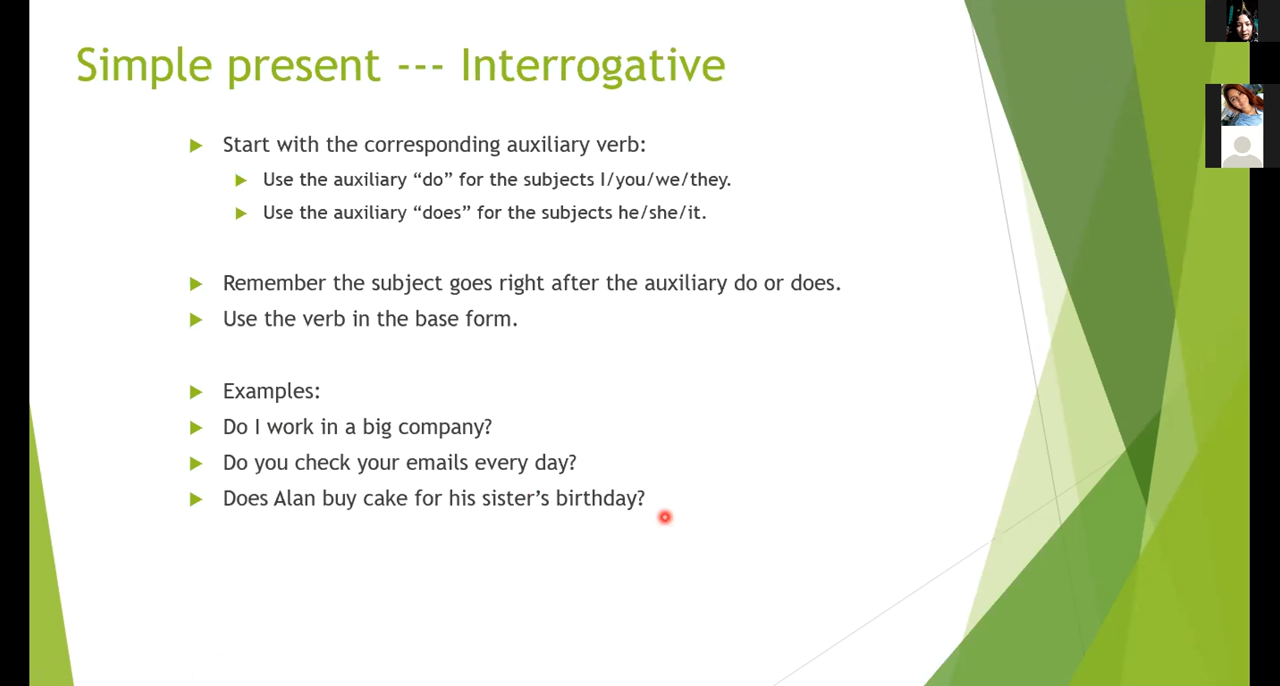 Simple present --- Interrogative
Start with the corresponding auxiliary verb:
Use the auxiliary “do” for the subjects I/you/we/they.
Use the auxiliary “does” for the subjects he/she/it.
Remember the subject goes right after the auxiliary do or does.
Use the verb in the base form.
Examples:
Do I work in a big company?
Do you check your emails every day?
Does Alan buy cake for his sister’s birthday?